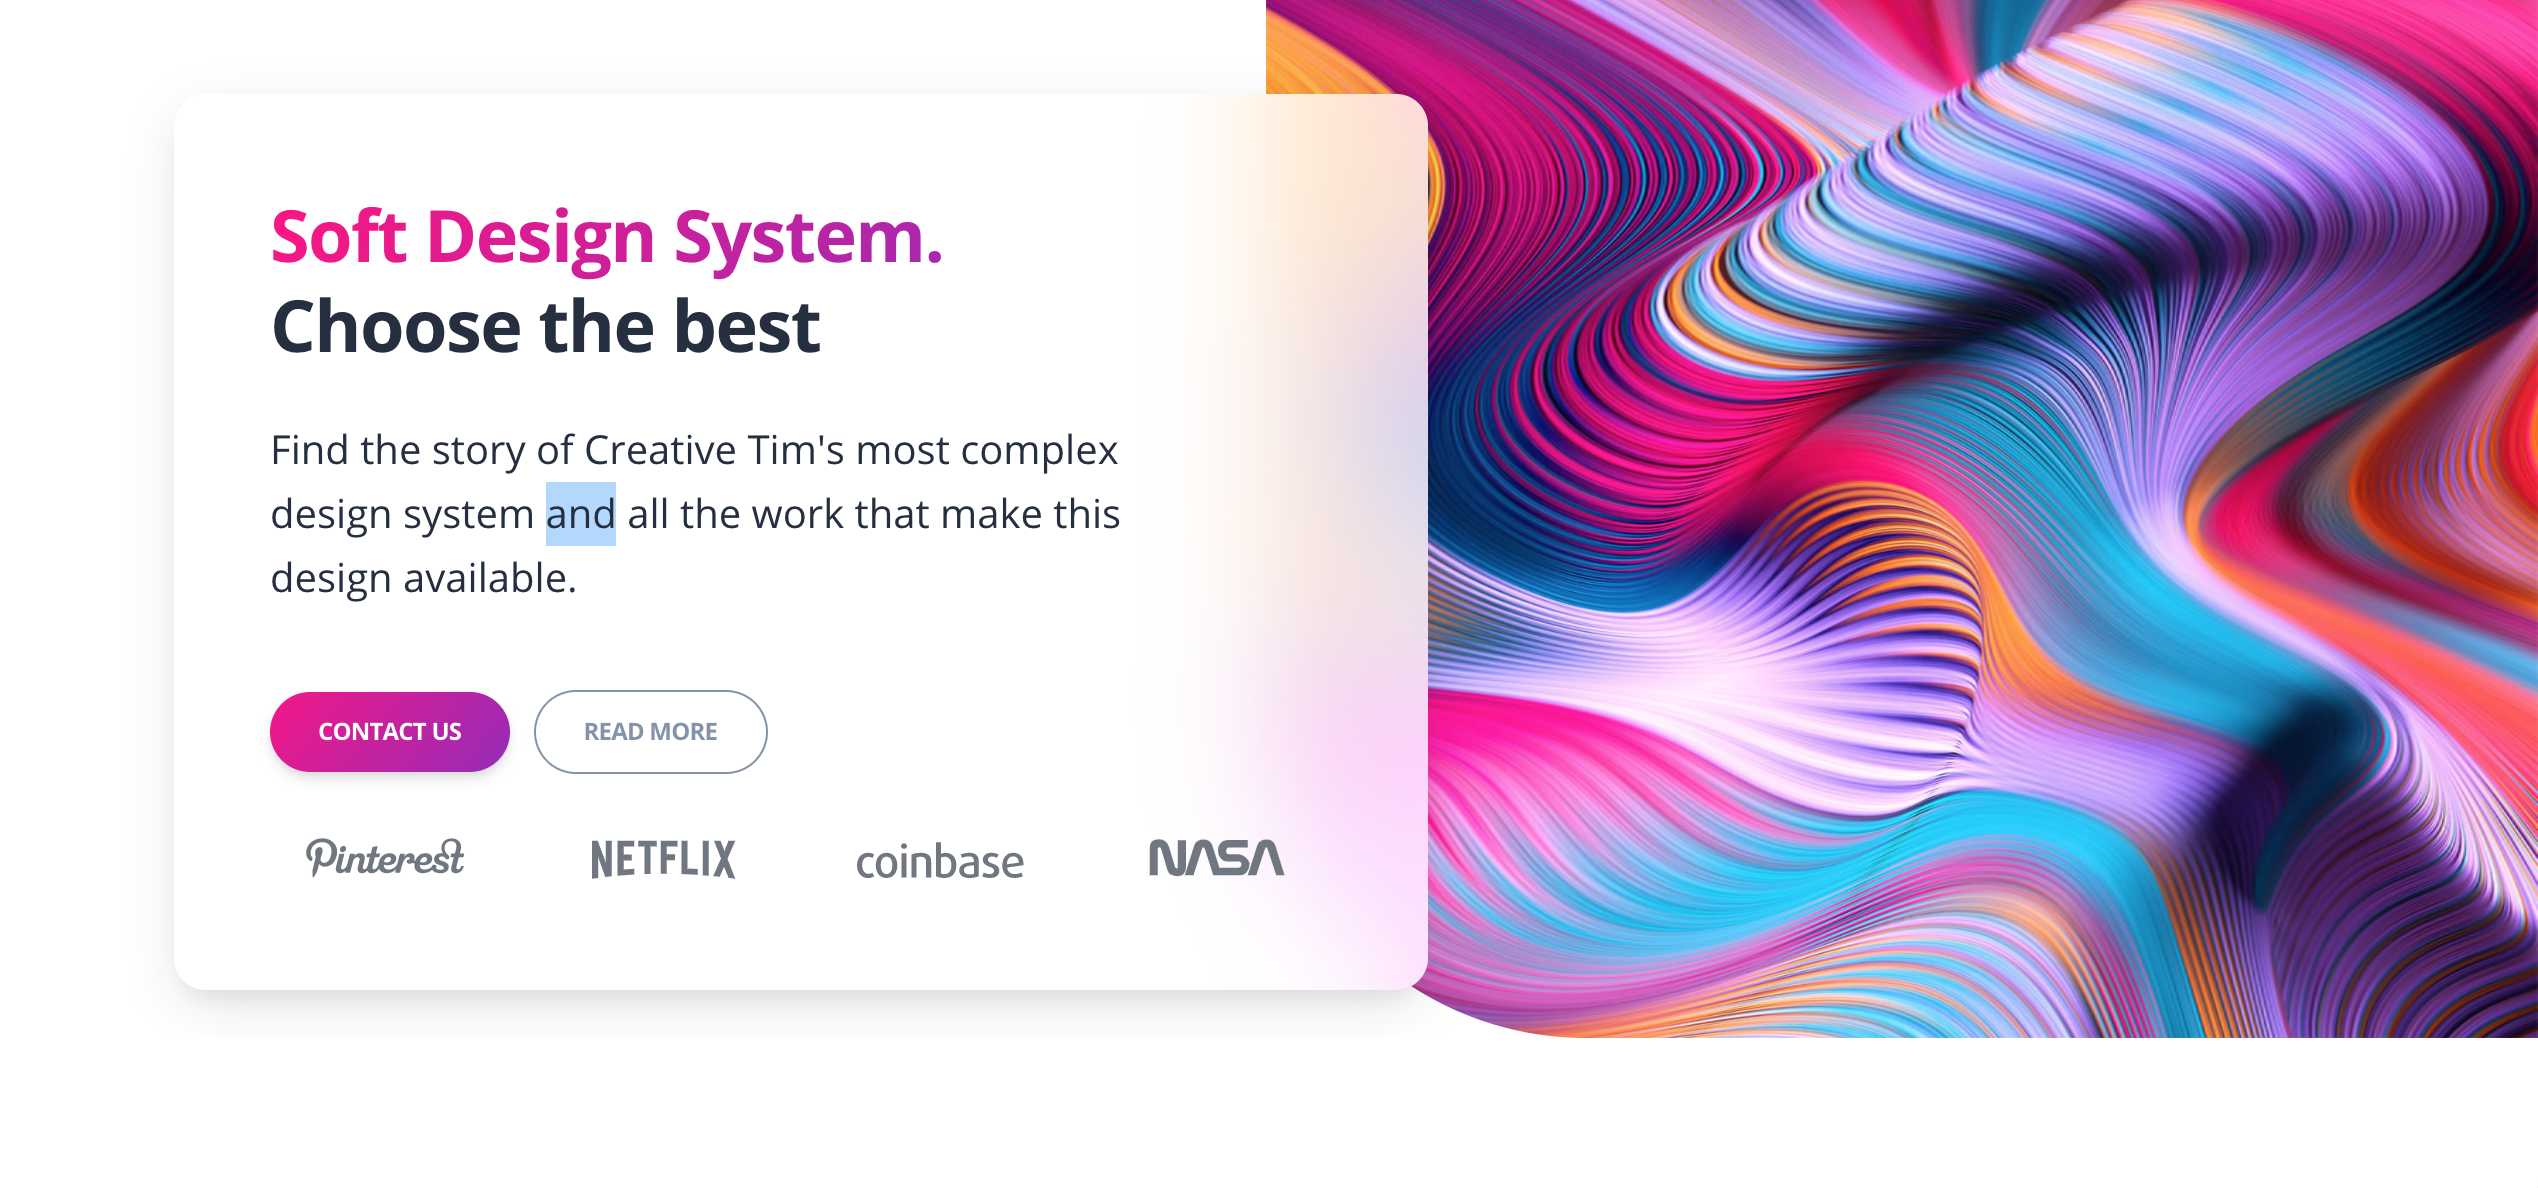 Soft Design System.
Choose the best
Find the story of Creative Tim's most complex
design system and all the work that make this
design available.
CONTACT US
READ MORE
Pinterest
NETFLIX
coinbase
NASA